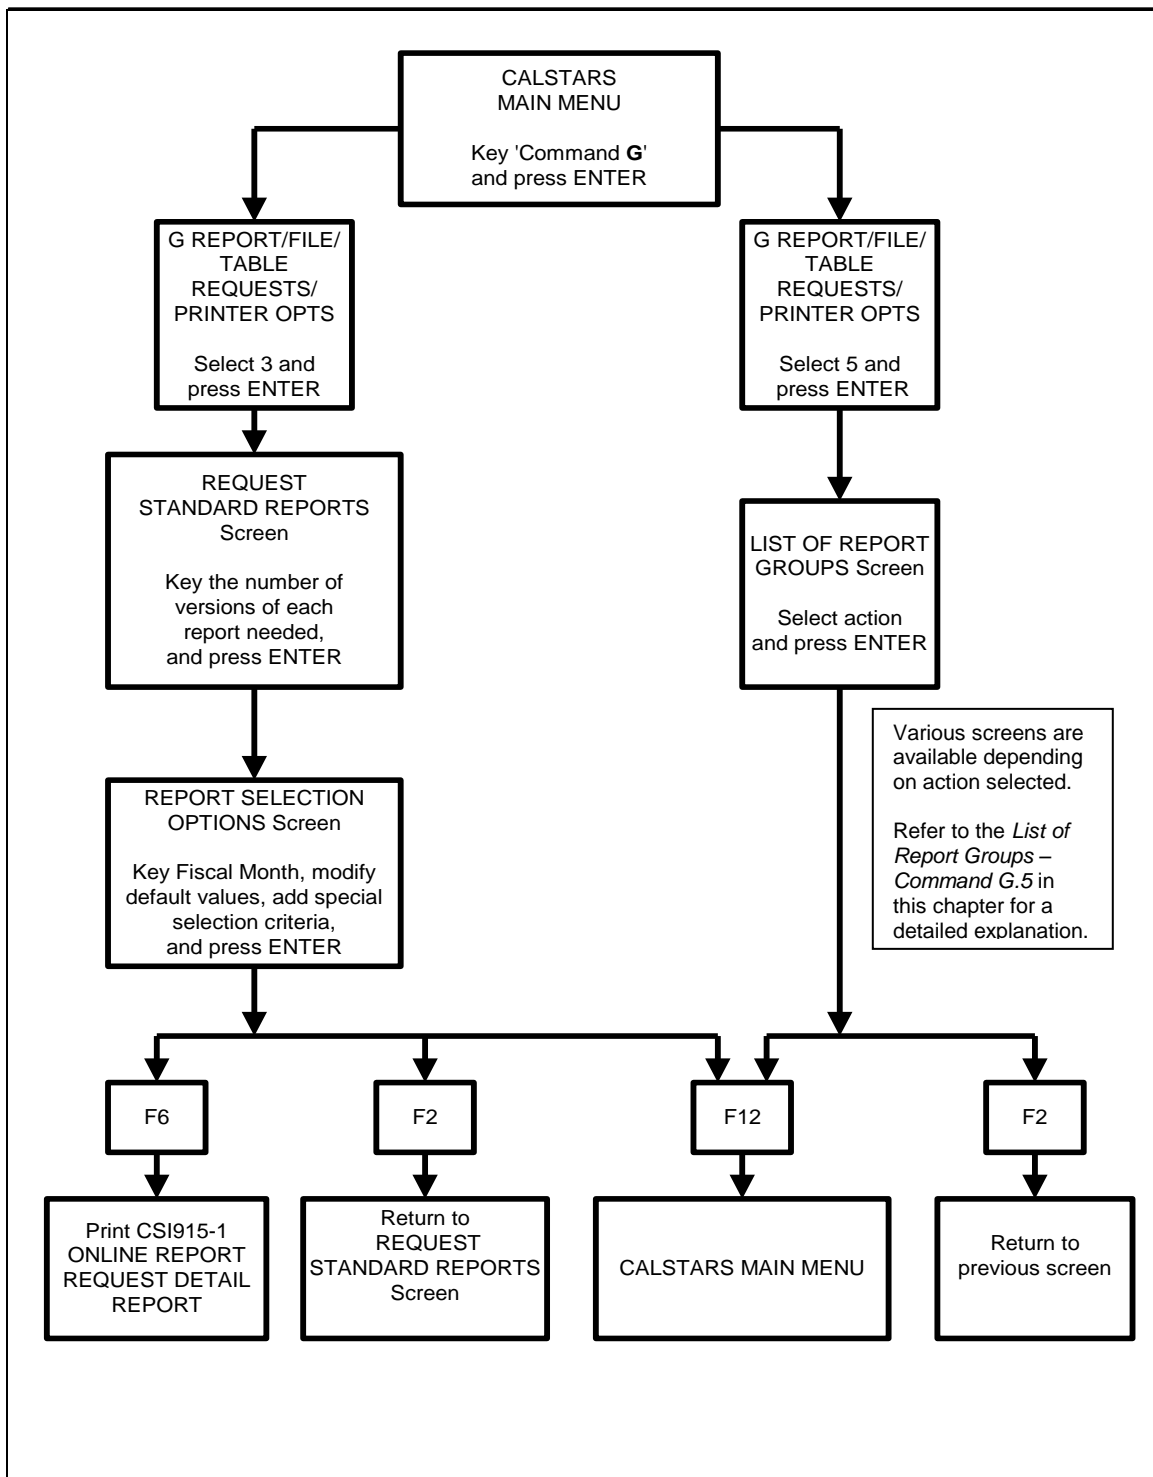 CALSTARS
MAIN MENU
Key 'Command G'
and press ENTER
G REPORT/FILE/
TABLE
REQUESTS/
PRINTER OPTS
Select 3 and
press ENTER
G REPORT/FILE/
TABLE
REQUESTS/
PRINTER OPTS
Select 5 and
press ENTER
REQUEST
STANDARD REPORTS
Screen
Key the number of
versions of each
report needed,
and press ENTER
LIST OF REPORT
GROUPS Screen
Select action
and press ENTER
Various screens are
available depending
on action selected.
Refer to the List of
Report Groups –
Command G.5 in
this chapter for a
detailed explanation.
REPORT SELECTION
OPTIONS Screen
Key Fiscal Month, modify
default values, add special
selection criteria,
and press ENTER
F6
F2
F12
F2
Print CSI915-1
ONLINE REPORT
REQUEST DETAIL
REPORT
Return to
REQUEST
STANDARD REPORTS
Screen
CALSTARS MAIN MENU
Return to
previous screen